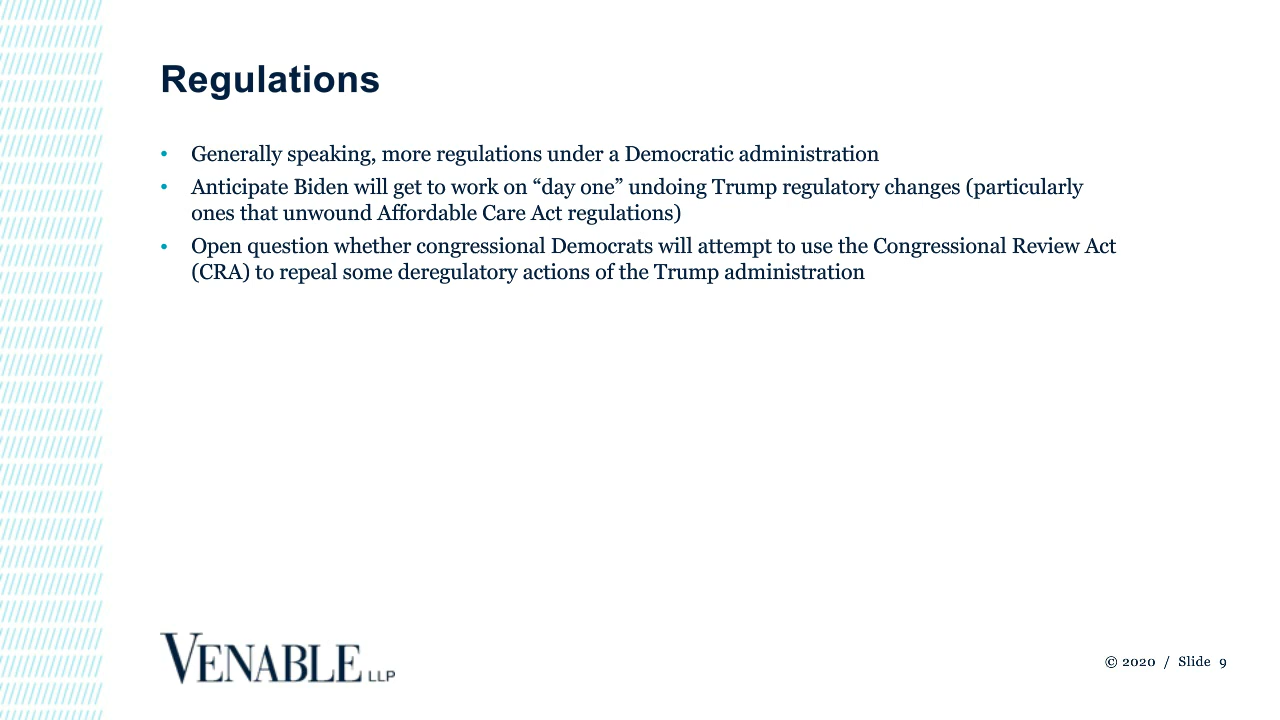 Regulations
• Generally speaking, more regulations under a Democratic administration
• Anticipate Biden will get to work on “day one” undoing Trump regulatory changes (particularly
ones that unwound Affordable Care Act regulations)
• Open question whether congressional Democrats will attempt to use the Congressional Review Act
(CRA) to repeal some deregulatory actions of the Trump administration
VENABLE LLP
© 2020 / Slide 9